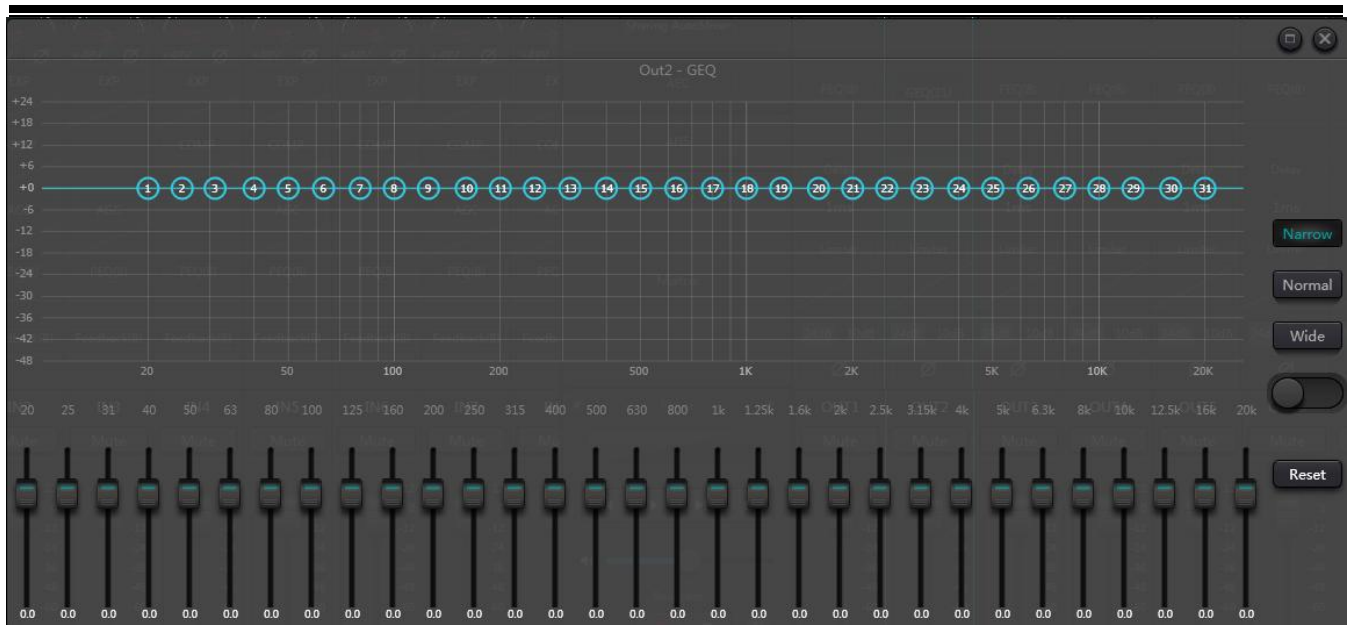 Out2 - GEQ
+24
+18
+12
+6
+0
-6
-12
-18
-24
-30
-36
-42
-48
1 2 3 4 5 6 7 8 9 10 11 12 13 14 15 16 17 18 19 20 21 22 23 24 25 26 27 28 29 30 31
20 50 100 200 500 1K 2K 5K 10K 20K
Narrow
Normal
Wide
20 25 31 40 50 63 80 100 125 160 200 250 315 400 500 630 800 1k 1.25k 1.6k 2k 2.5k 3.15k 4k 5k 6.3k 8k 10k 12.5k 16k 20k
Reset
0.0 0.0 0.0 0.0 0.0 0.0 0.0 0.0 0.0 0.0 0.0 0.0 0.0 0.0 0.0 0.0 0.0 0.0 0.0 0.0 0.0 0.0 0.0 0.0 0.0 0.0 0.0 0.0 0.0 0.0 0.0